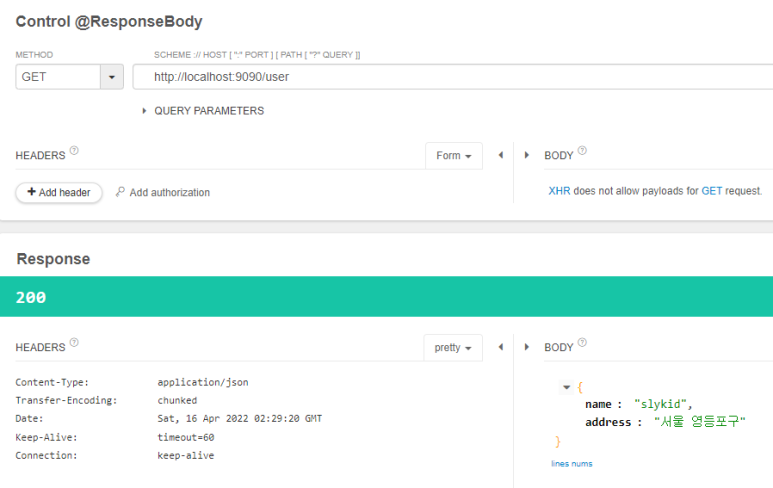 Control @ResponseBody
METHOD SCHEME :// HOST [ ":" PORT ] [ PATH [ "?" QUERY ]]
GET http://localhost:9090/user
QUERY PARAMETERS
HEADERS ? Form BODY ?
+ Add header Add authorization XHR does not allow payloads for GET request.
Response
200
HEADERS ? pretty BODY ?
Content-Type: application/json
Transfer-Encoding: chunked
Date: Sat, 16 Apr 2022 02:29:20 GMT
Keep-Alive: timeout=60
Connection: keep-alive
{
name : "slykid",
address : "서울 영등포구"
}
lines nums